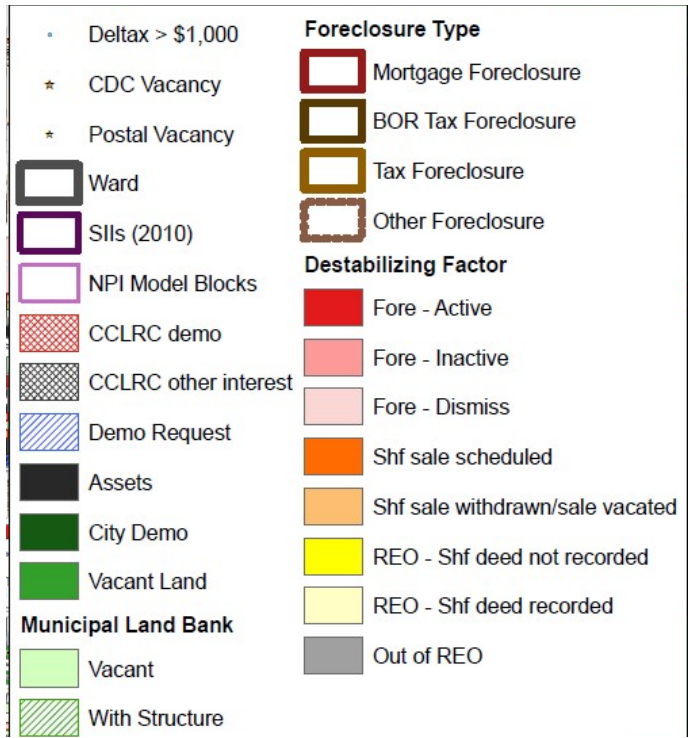 Deltax > $1,000
CDC Vacancy
Postal Vacancy
Ward
SIIs (2010)
NPI Model Blocks
CCLRC demo
CCLRC other interest
Demo Request
Assets
City Demo
Vacant Land
Municipal Land Bank
Vacant
With Structure
Foreclosure Type
Mortgage Foreclosure
BOR Tax Foreclosure
Tax Foreclosure
Other Foreclosure
Destabilizing Factor
Fore - Active
Fore - Inactive
Fore - Dismiss
Shf sale scheduled
Shf sale withdrawn/sale vacated
REO - Shf deed not recorded
REO - Shf deed recorded
Out of REO